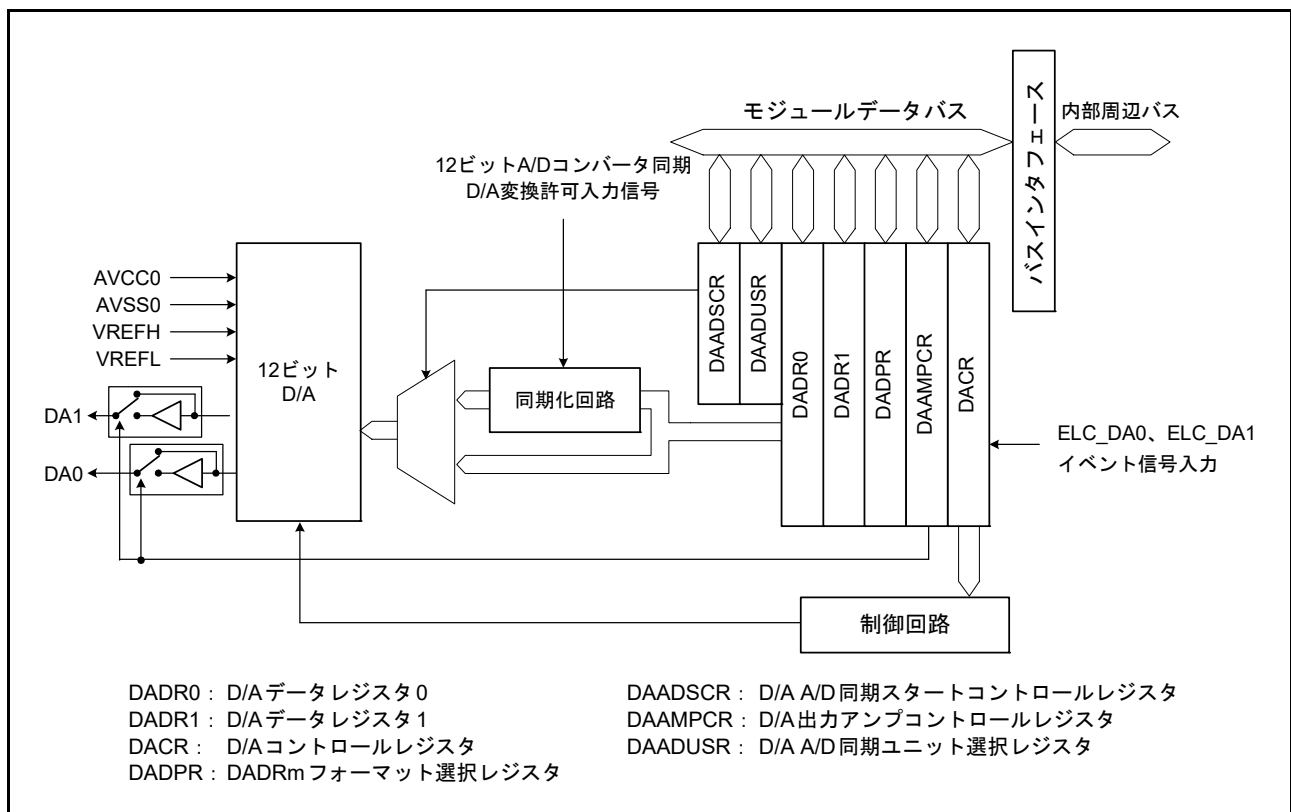 モジュールデータバス
バスインタフェース
内部周辺バス
12ビットA/Dコンバータ同期
D/A変換許可入力信号
AVCC0
AVSS0
VREFH
VREFL
12ビット
D/A
DA1
DA0
同期化回路
DAADSCR
DAADUSR
DADR0
DADR1
DADPR
DAAMPCR
DACR
ELC_DA0、ELC_DA1
イベント信号入力
制御回路
DADR0： D/Aデータレジスタ0
DADR1： D/Aデータレジスタ1
DACR： D/Aコントロールレジスタ
DADPR： DADRmフォーマット選択レジスタ
DAADSCR： D/A A/D同期スタートコントロールレジスタ
DAAMPCR： D/A出力アンプコントロールレジスタ
DAADUSR： D/A A/D同期ユニット選択レジスタ